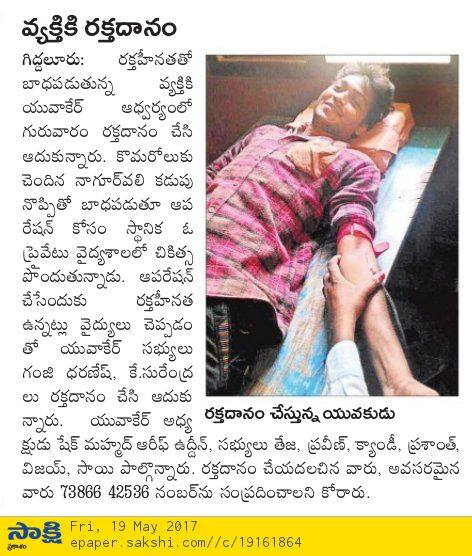 వ్యక్తికి రక్తదానం
గిద్దలూరు: రక్తహీనతతో
బాధపడుతున్న వ్యక్తికి
యువాకేర్ ఆధ్వర్యంలో
గురువారం రక్తదానం చేసి
ఆదుకున్నారు. కొమరోలుకు
చెందిన నాగూర్‌వలి కడుపు
నొప్పితో బాధపడుతూ ఆప
రేషన్ కోసం స్థానిక ఓ
ప్రైవేటు వైద్యశాలలో చికిత్స
పొందుతున్నాడు. ఆపరేషన్
చేసేందుకు రక్తహీనత
ఉన్నట్లు వైద్యులు చెప్పడం
తో యువాకేర్ సభ్యులు
గంజి ధరణేష్, కే.సురేంద్ర
లు రక్తదానం చేసి ఆదుకు
న్నారు. యువాకేర్ అధ్య
క్షుడు షేక్ మహ్మద్ ఆరీఫ్ ఉద్దీన్, సభ్యులు తేజ, ప్రవీణ్, క్యాండీ, ప్రశాంత్,
విజయ్, సాయి పాల్గొన్నారు. రక్తదానం చేయదలచిన వారు, అవసరమైన
వారు 73866 42536 నంబర్‌ను సంప్రదించాలని కోరారు.
రక్తదానం చేస్తున్న యువకుడు
సాక్షి
ప్రకాశం
Fri, 19 May 2017
epaper.sakshi.com//c/19161864